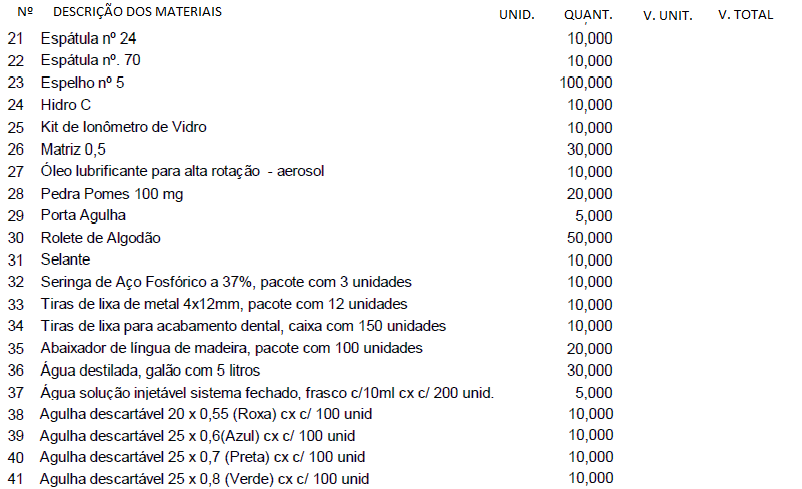 Nº DESCRIÇÃO DOS MATERIAIS UNID. QUANT. V. UNIT. V. TOTAL
21 Espátula nº 24 10,000
22 Espátula nº. 70 10,000
23 Espelho nº 5 100,000
24 Hidro C 10,000
25 Kit de Ionômetro de Vidro 10,000
26 Matriz 0,5 30,000
27 Óleo lubrificante para alta rotação - aerosol 10,000
28 Pedra Pomes 100 mg 20,000
29 Porta Agulha 5,000
30 Rolete de Algodão 50,000
31 Selante 10,000
32 Seringa de Aço Fosfórico a 37%, pacote com 3 unidades 10,000
33 Tiras de lixa de metal 4x12mm, pacote com 12 unidades 10,000
34 Tiras de lixa para acabamento dental, caixa com 150 unidades 10,000
35 Abaixador de língua de madeira, pacote com 100 unidades 20,000
36 Água destilada, galão com 5 litros 30,000
37 Água solução injetável sistema fechado, frasco c/10ml cx c/ 200 unid. 5,000
38 Agulha descartável 20 x 0,55 (Roxa) cx c/ 100 unid 10,000
39 Agulha descartável 25 x 0,6(Azul) cx c/ 100 unid 10,000
40 Agulha descartável 25 x 0,7 (Preta) cx c/ 100 unid 10,000
41 Agulha descartável 25 x 0,8 (Verde) cx c/ 100 unid 10,000